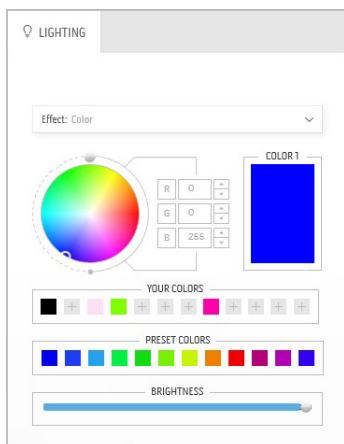 LIGHTING
Effect: Color
COLOR 1
R 0
G 0
B 255
YOUR COLORS
PRESET COLORS
BRIGHTNESS